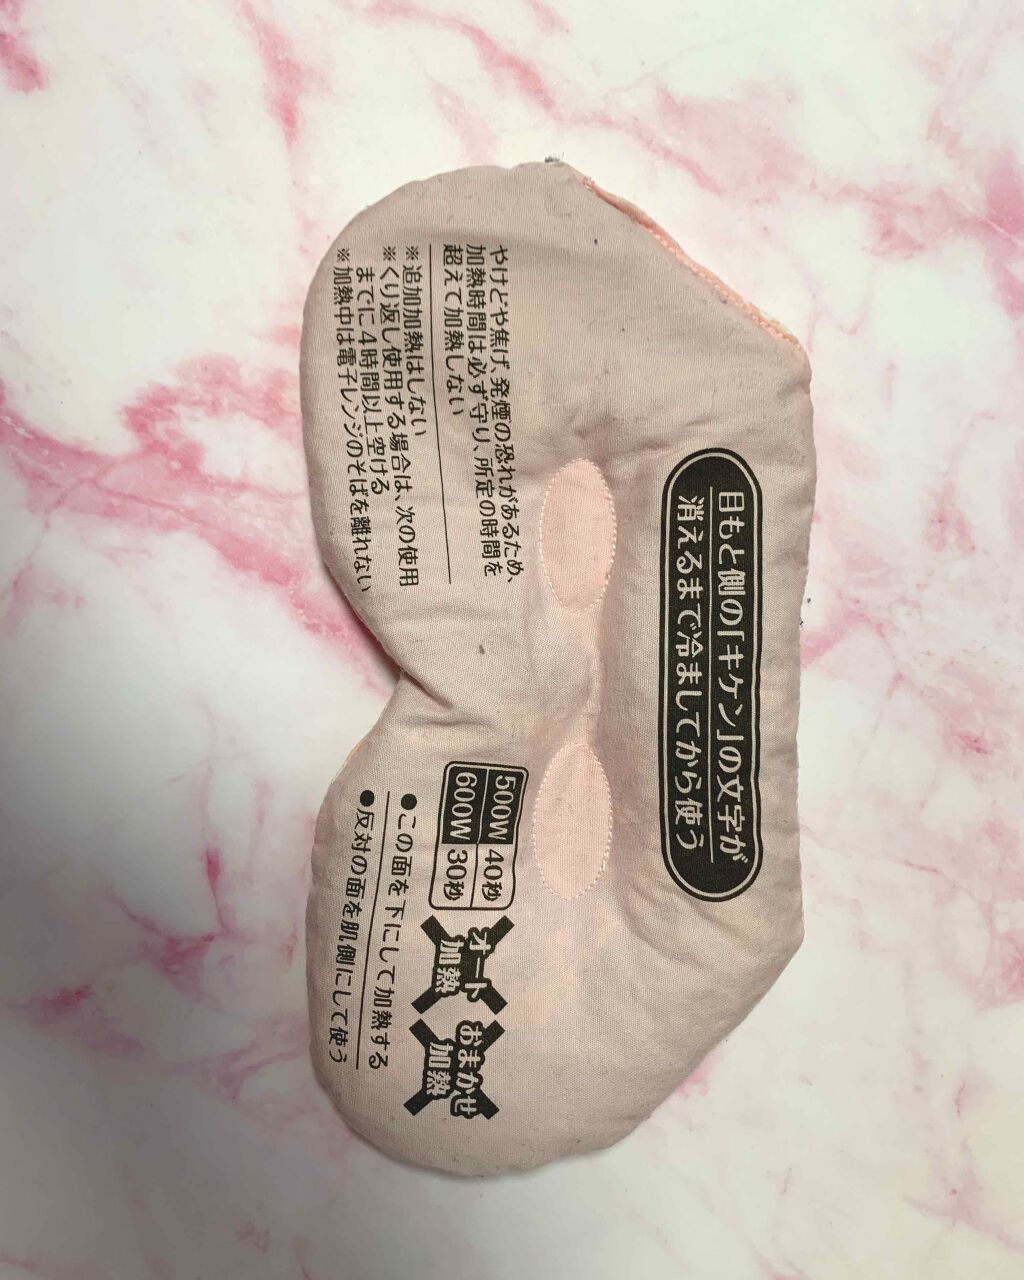 目もと側の「キケン」の文字が
消えるまで冷ましてから使う
やけどや焦げ、発煙の恐れがあるため、
加熱時間は必ず守り、所定の時間を
超えて加熱しない
※追加加熱はしない
※くり返し使用する場合は、次の使用
までに4時間以上空ける
※加熱中は電子レンジのそばを離れない
500W 40秒
600W 30秒
オート
加熱
おまかせ
加熱
●この面を下にして加熱する
●反対の面を肌側にして使う